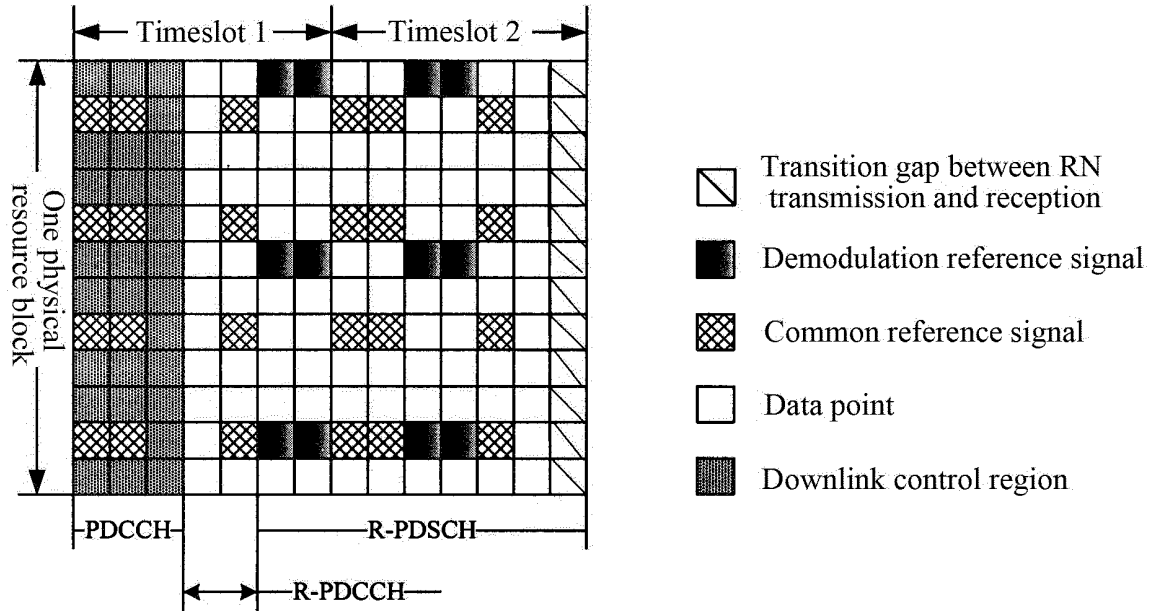 Timeslot 1
Timeslot 2
One physical
resource block
Transition gap between RN
transmission and reception
Demodulation reference signal
Common reference signal
Data point
Downlink control region
PDCCH
R-PDSCH
R-PDCCH